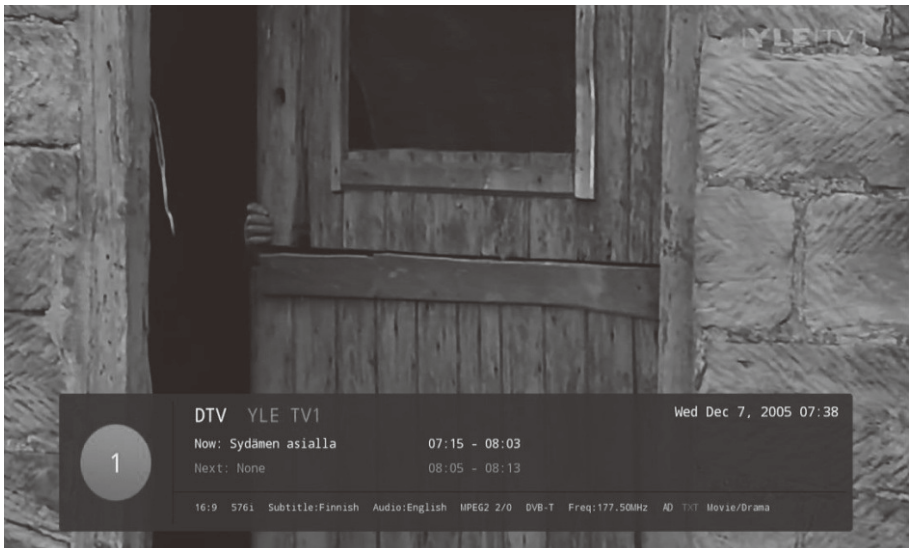 YLE TV1
DTV YLE TV1
Wed Dec 7, 2005 07:38
Now: Sydämen asialla 07:15 - 08:03
1
Next: None 08:05 - 08:13
16:9 576i Subtitle:Finnish Audio:English MPEG2 2/0 DVB-T Freq:177.50MHz AD TXT Movie/Drama